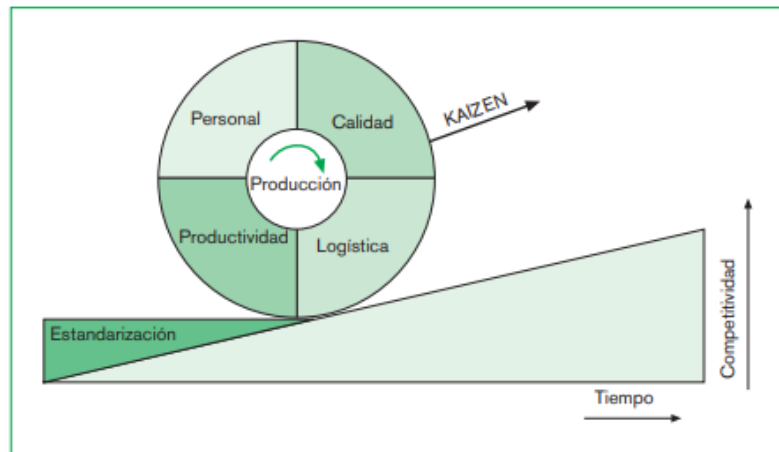 KAIZEN
Personal
Calidad
Producción
Productividad
Logística
Estandarización
Competitividad
Tiempo